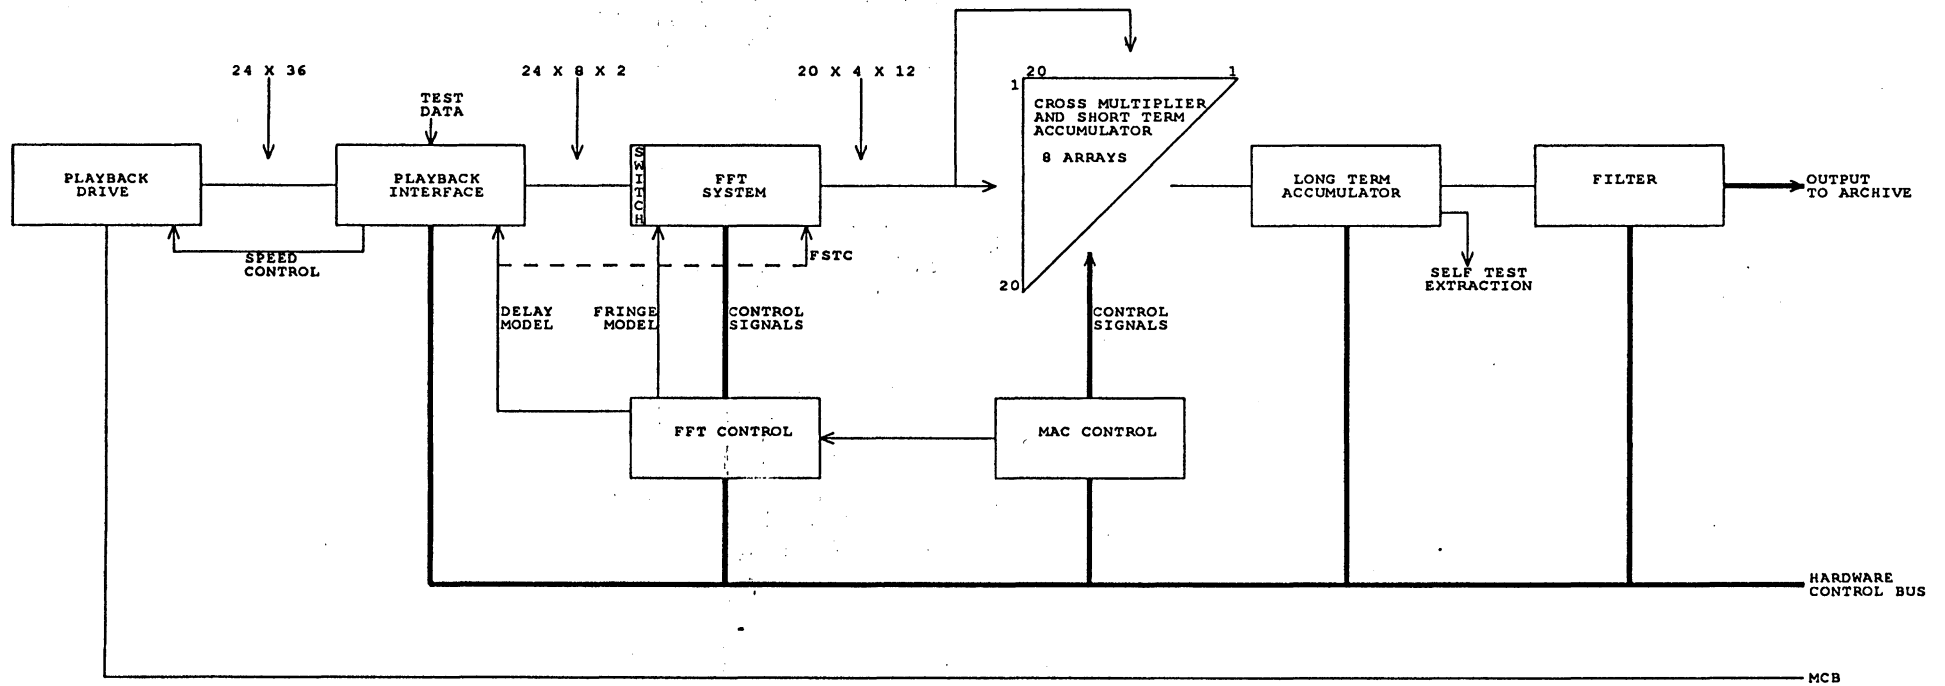 24 X 36
24 X 8 X 2
20 X 4 X 12
TEST
DATA
1
20
1
CROSS MULTIPLIER
AND SHORT TERM
ACCUMULATOR
8 ARRAYS
20
PLAYBACK
DRIVE
PLAYBACK
INTERFACE
SWITCH
FFT
SYSTEM
LONG TERM
ACCUMULATOR
FILTER
OUTPUT
TO ARCHIVE
SPEED
CONTROL
FSTC
SELF TEST
EXTRACTION
DELAY
MODEL
FRINGE
MODEL
CONTROL
SIGNALS
CONTROL
SIGNALS
FFT CONTROL
MAC CONTROL
HARDWARE
CONTROL BUS
MCB